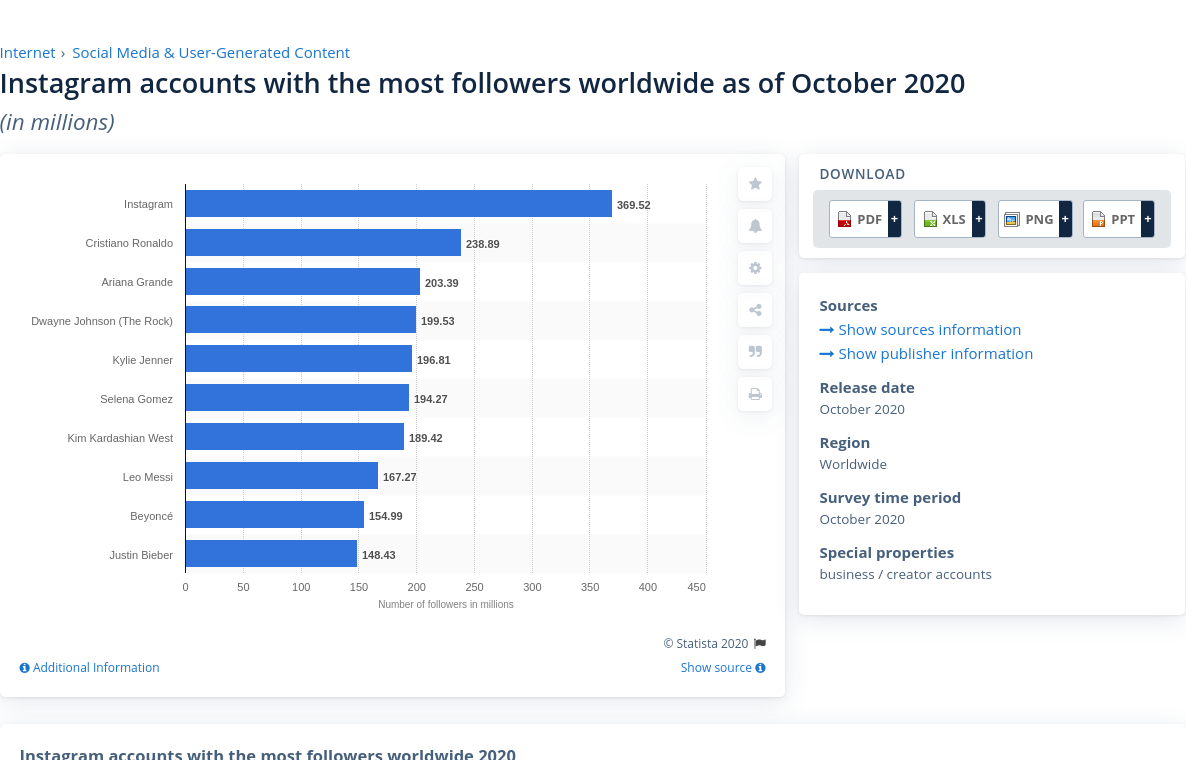 Internet › Social Media & User-Generated Content
Instagram accounts with the most followers worldwide as of October 2020
(in millions)
Instagram 369.52
Cristiano Ronaldo 238.89
Ariana Grande 203.39
Dwayne Johnson (The Rock) 199.53
Kylie Jenner 196.81
Selena Gomez 194.27
Kim Kardashian West 189.42
Leo Messi 167.27
Beyoncé 154.99
Justin Bieber 148.43
0 50 100 150 200 250 300 350 400 450
Number of followers in millions
© Statista 2020
Additional Information
Show source
DOWNLOAD
PDF + XLS + PNG + PPT +
Sources
Show sources information
Show publisher information
Release date
October 2020
Region
Worldwide
Survey time period
October 2020
Special properties
business / creator accounts
Instagram accounts with the most followers worldwide 2020